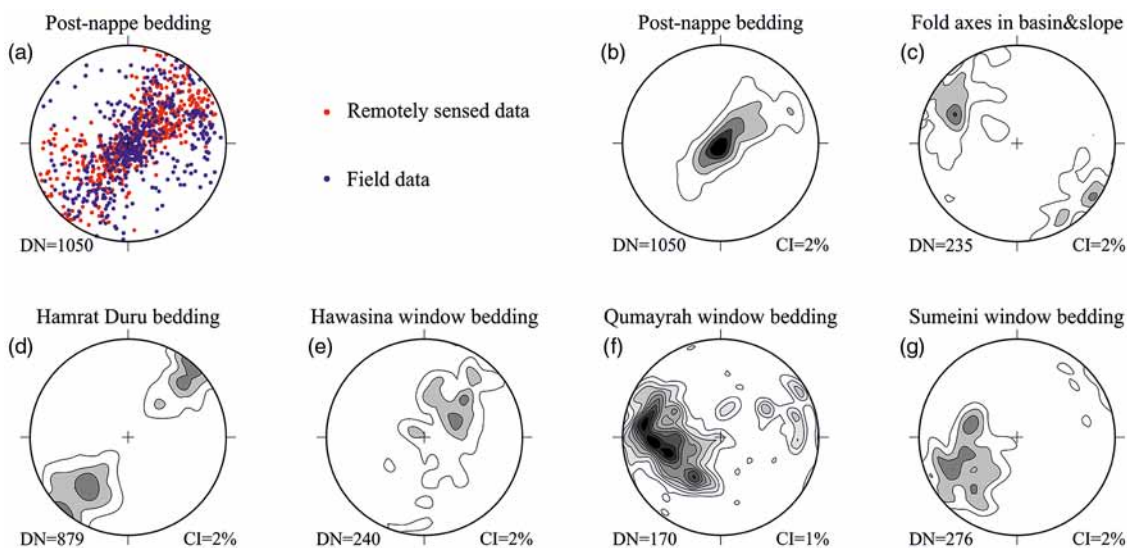 Post-nappe bedding
(a)
Remotely sensed data
Field data
DN=1050
Post-nappe bedding
(b)
DN=1050 CI=2%
Fold axes in basin&slope
(c)
DN=235 CI=2%
Hamrat Duru bedding
(d)
DN=879 CI=2%
Hawasina window bedding
(e)
DN=240 CI=2%
Qumayrah window bedding
(f)
DN=170 CI=1%
Sumeini window bedding
(g)
DN=276 CI=2%